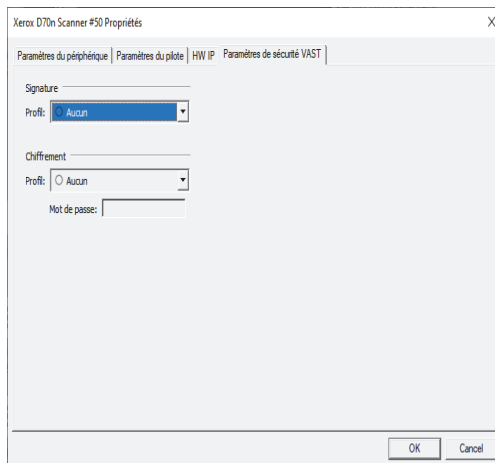 Xerox D70n Scanner #50 Propriétés
Paramètres du périphérique Paramètres du pilote HW IP Paramètres de sécurité VAST
Signature
Profil: Aucun
Chiffrement
Profil: Aucun
Mot de passe:
OK Cancel